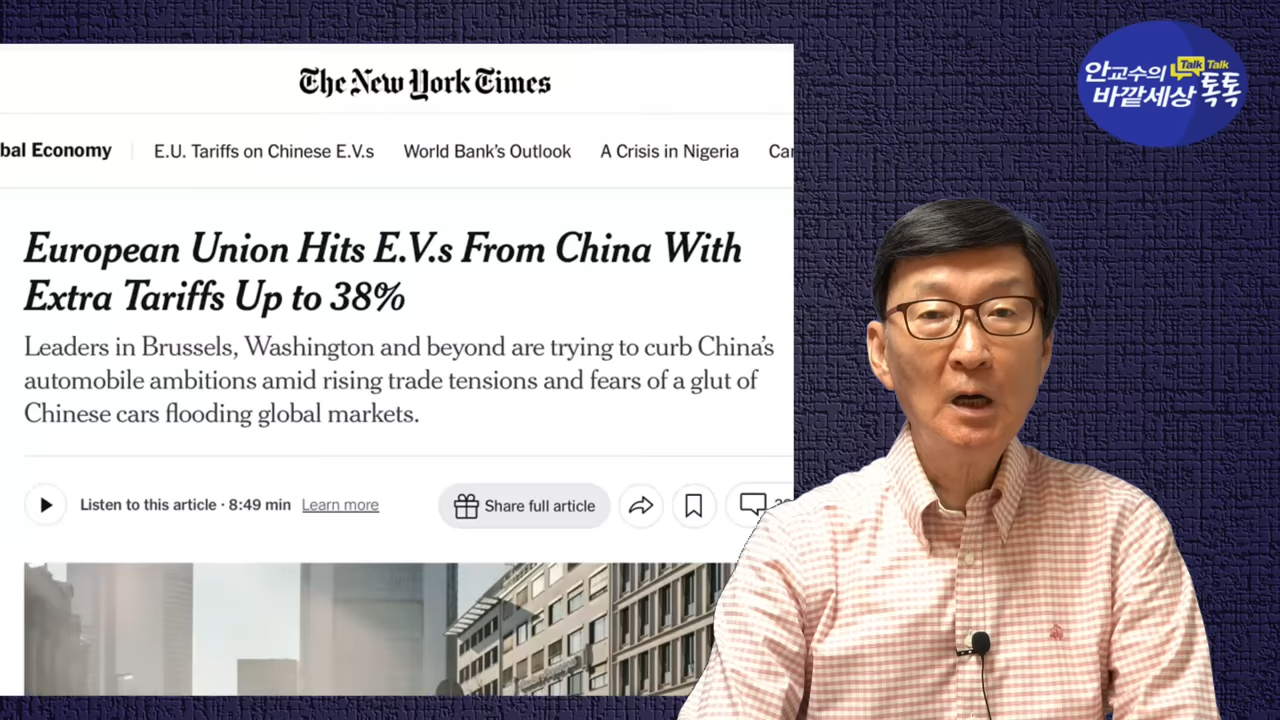 The New York Times
안교수의 Talk Talk
바깥세상 톡톡
bal Economy E.U. Tariffs on Chinese E.V.s World Bank's Outlook A Crisis in Nigeria Car
European Union Hits E.V.s From China With
Extra Tariffs Up to 38%
Leaders in Brussels, Washington and beyond are trying to curb China's
automobile ambitions amid rising trade tensions and fears of a glut of
Chinese cars flooding global markets.
Listen to this article · 8:49 min Learn more Share full article